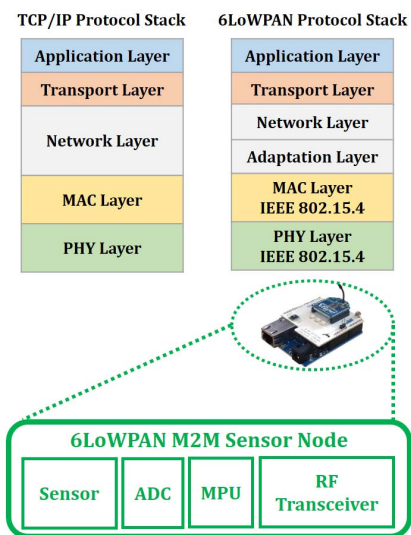 TCP/IP Protocol Stack
Application Layer
Transport Layer
Network Layer
MAC Layer
PHY Layer
6LoWPAN Protocol Stack
Application Layer
Transport Layer
Network Layer
Adaptation Layer
MAC Layer
IEEE 802.15.4
PHY Layer
IEEE 802.15.4
6LoWPAN M2M Sensor Node
Sensor
ADC
MPU
RF
Transceiver